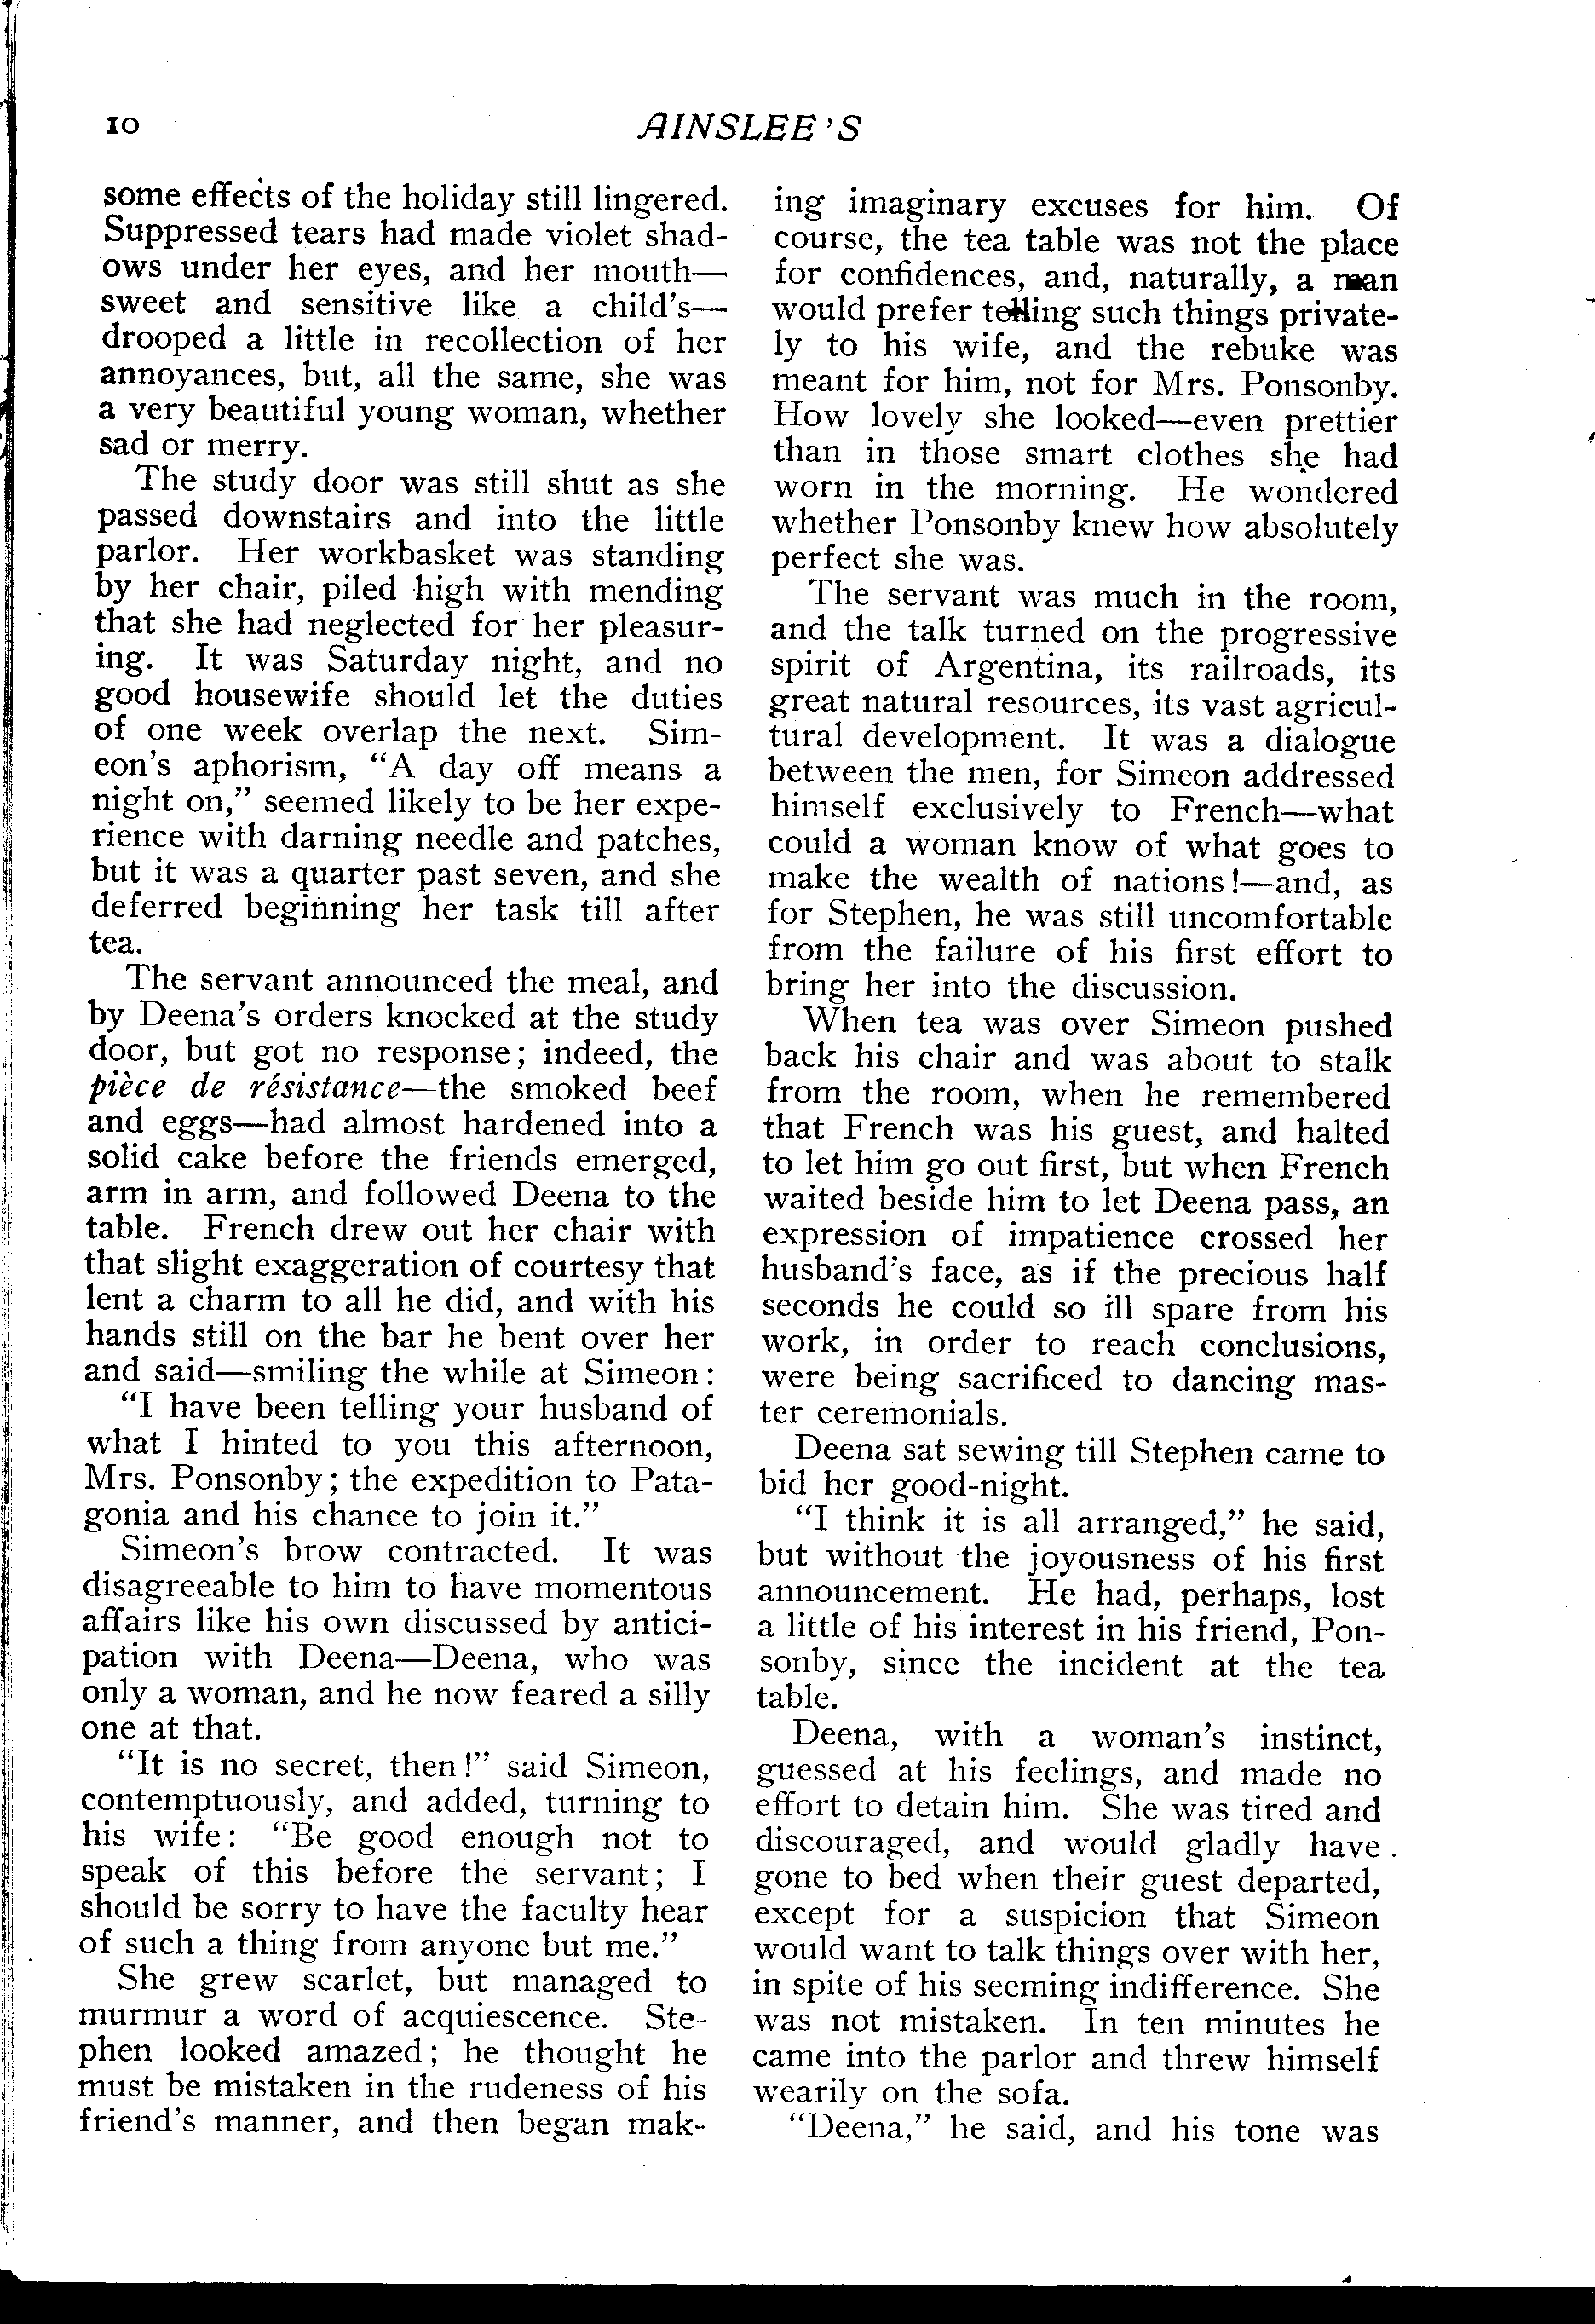 10
AINSLEE'S
some effects of the holiday still lingered.
Suppressed tears had made violet shad-
ows under her eyes, and her mouth—
sweet and sensitive like a child's—
drooped a little in recollection of her
annoyances, but, all the same, she was
a very beautiful young woman, whether
sad or merry.
The study door was still shut as she
passed downstairs and into the little
parlor. Her workbasket was standing
by her chair, piled high with mending
that she had neglected for her pleasur-
ing. It was Saturday night, and no
good housewife should let the duties
of one week overlap the next. Sim-
eon's aphorism, "A day off means a
night on," seemed likely to be her expe-
rience with darning needle and patches,
but it was a quarter past seven, and she
deferred beginning her task till after
tea.
The servant announced the meal, and
by Deena's orders knocked at the study
door, but got no response; indeed, the
pièce de résistance—the smoked beef
and eggs—had almost hardened into a
solid cake before the friends emerged,
arm in arm, and followed Deena to the
table. French drew out her chair with
that slight exaggeration of courtesy that
lent a charm to all he did, and with his
hands still on the bar he bent over her
and said—smiling the while at Simeon:
"I have been telling your husband of
what I hinted to you this afternoon,
Mrs. Ponsonby; the expedition to Pata-
gonia and his chance to join it."
Simeon's brow contracted. It was
disagreeable to him to have momentous
affairs like his own discussed by antici-
pation with Deena—Deena, who was
only a woman, and he now feared a silly
one at that.
"It is no secret, then!" said Simeon,
contemptuously, and added, turning to
his wife: "Be good enough not to
speak of this before the servant; I
should be sorry to have the faculty hear
of such a thing from anyone but me."
She grew scarlet, but managed to
murmur a word of acquiescence. Ste-
phen looked amazed; he thought he
must be mistaken in the rudeness of his
friend's manner, and then began mak-
ing imaginary excuses for him. Of
course, the tea table was not the place
for confidences, and, naturally, a man
would prefer telling such things private-
ly to his wife, and the rebuke was
meant for him, not for Mrs. Ponsonby.
How lovely she looked—even prettier
than in those smart clothes she had
worn in the morning. He wondered
whether Ponsonby knew how absolutely
perfect she was.
The servant was much in the room,
and the talk turned on the progressive
spirit of Argentina, its railroads, its
great natural resources, its vast agricul-
tural development. It was a dialogue
between the men, for Simeon addressed
himself exclusively to French—what
could a woman know of what goes to
make the wealth of nations!—and, as
for Stephen, he was still uncomfortable
from the failure of his first effort to
bring her into the discussion.
When tea was over Simeon pushed
back his chair and was about to stalk
from the room, when he remembered
that French was his guest, and halted
to let him go out first, but when French
waited beside him to let Deena pass, an
expression of impatience crossed her
husband's face, as if the precious half
seconds he could so ill spare from his
work, in order to reach conclusions,
were being sacrificed to dancing mas-
ter ceremonials.
Deena sat sewing till Stephen came to
bid her good-night.
"I think it is all arranged," he said,
but without the joyousness of his first
announcement. He had, perhaps, lost
a little of his interest in his friend, Pon-
sonby, since the incident at the tea
table.
Deena, with a woman's instinct,
guessed at his feelings, and made no
effort to detain him. She was tired and
discouraged, and would gladly have
gone to bed when their guest departed,
except for a suspicion that Simeon
would want to talk things over with her,
in spite of his seeming indifference. She
was not mistaken. In ten minutes he
came into the parlor and threw himself
wearily on the sofa.
"Deena," he said, and his tone was